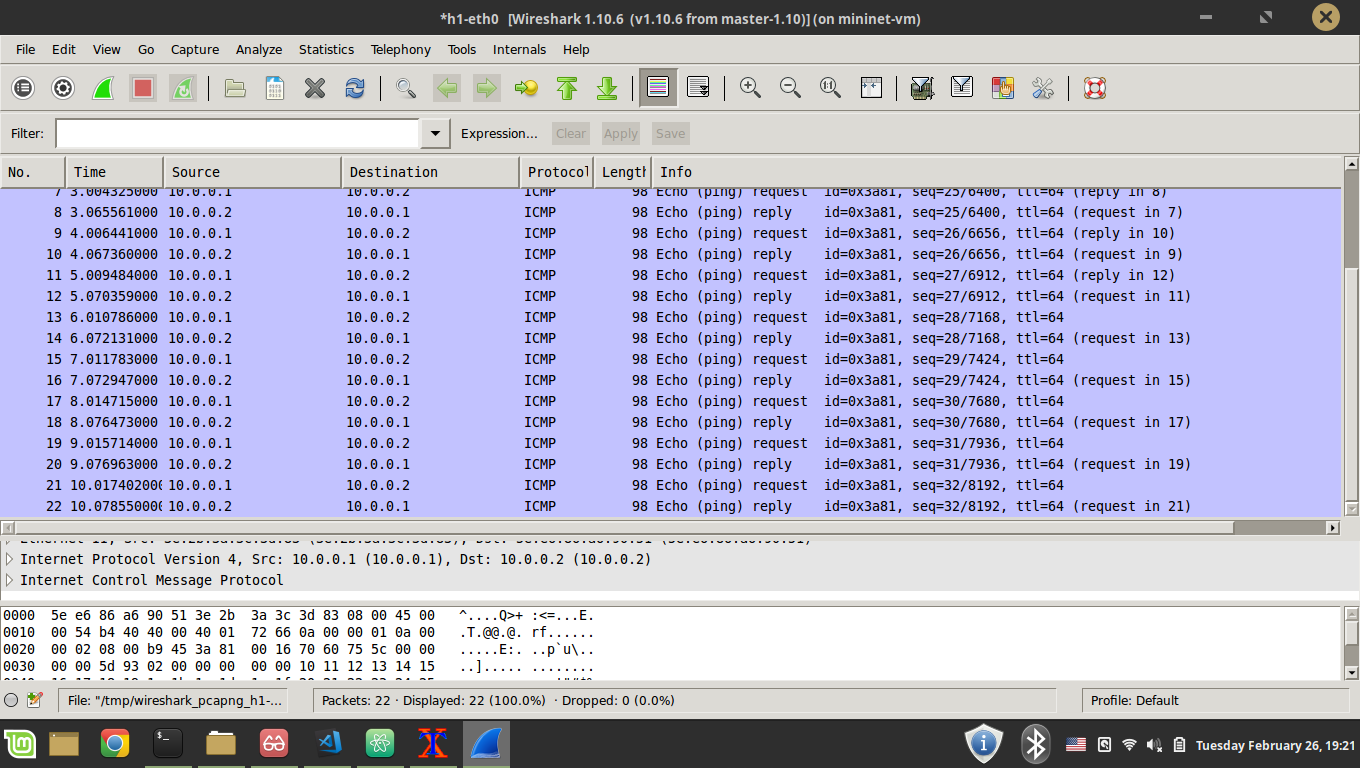 *h1-eth0 [Wireshark 1.10.6 (v1.10.6 from master-1.10)] (on mininet-vm)
File Edit View Go Capture Analyze Statistics Telephony Tools Internals Help
Filter: Expression... Clear Apply Save
No. Time Source Destination Protocol Length Info
7 3.004325000 10.0.0.1 10.0.0.2 ICMP 98 Echo (ping) request id=0x3a81, seq=25/6400, ttl=64 (reply in 8)
8 3.065561000 10.0.0.2 10.0.0.1 ICMP 98 Echo (ping) reply id=0x3a81, seq=25/6400, ttl=64 (request in 7)
9 4.006441000 10.0.0.1 10.0.0.2 ICMP 98 Echo (ping) request id=0x3a81, seq=26/6656, ttl=64 (reply in 10)
10 4.067360000 10.0.0.2 10.0.0.1 ICMP 98 Echo (ping) reply id=0x3a81, seq=26/6656, ttl=64 (request in 9)
11 5.009484000 10.0.0.1 10.0.0.2 ICMP 98 Echo (ping) request id=0x3a81, seq=27/6912, ttl=64 (reply in 12)
12 5.070359000 10.0.0.2 10.0.0.1 ICMP 98 Echo (ping) reply id=0x3a81, seq=27/6912, ttl=64 (request in 11)
13 6.010786000 10.0.0.1 10.0.0.2 ICMP 98 Echo (ping) request id=0x3a81, seq=28/7168, ttl=64
14 6.072131000 10.0.0.2 10.0.0.1 ICMP 98 Echo (ping) reply id=0x3a81, seq=28/7168, ttl=64 (request in 13)
15 7.011783000 10.0.0.1 10.0.0.2 ICMP 98 Echo (ping) request id=0x3a81, seq=29/7424, ttl=64
16 7.072947000 10.0.0.2 10.0.0.1 ICMP 98 Echo (ping) reply id=0x3a81, seq=29/7424, ttl=64 (request in 15)
17 8.014715000 10.0.0.1 10.0.0.2 ICMP 98 Echo (ping) request id=0x3a81, seq=30/7680, ttl=64
18 8.076473000 10.0.0.2 10.0.0.1 ICMP 98 Echo (ping) reply id=0x3a81, seq=30/7680, ttl=64 (request in 17)
19 9.015714000 10.0.0.1 10.0.0.2 ICMP 98 Echo (ping) request id=0x3a81, seq=31/7936, ttl=64
20 9.076963000 10.0.0.2 10.0.0.1 ICMP 98 Echo (ping) reply id=0x3a81, seq=31/7936, ttl=64 (request in 19)
21 10.017402000 10.0.0.1 10.0.0.2 ICMP 98 Echo (ping) request id=0x3a81, seq=32/8192, ttl=64
22 10.078550000 10.0.0.2 10.0.0.1 ICMP 98 Echo (ping) reply id=0x3a81, seq=32/8192, ttl=64 (request in 21)
Internet Protocol Version 4, Src: 10.0.0.1 (10.0.0.1), Dst: 10.0.0.2 (10.0.0.2)
Internet Control Message Protocol
0000 5e e6 86 a6 90 51 3e 2b 3a 3c 3d 83 08 00 45 00 ^....Q>+ :<=...E.
0010 00 54 b4 40 40 00 40 01 72 66 0a 00 00 01 0a 00 .T.@@.@. rf......
0020 00 02 08 00 b9 45 3a 81 00 16 70 60 75 5c 00 00 .....E:. ..p`u\..
0030 00 00 5d 93 02 00 00 00 00 00 10 11 12 13 14 15 ..]..... ........
File: "/tmp/wireshark_pcapng_h1-... Packets: 22 · Displayed: 22 (100.0%) · Dropped: 0 (0.0%) Profile: Default
Tuesday February 26, 19:21